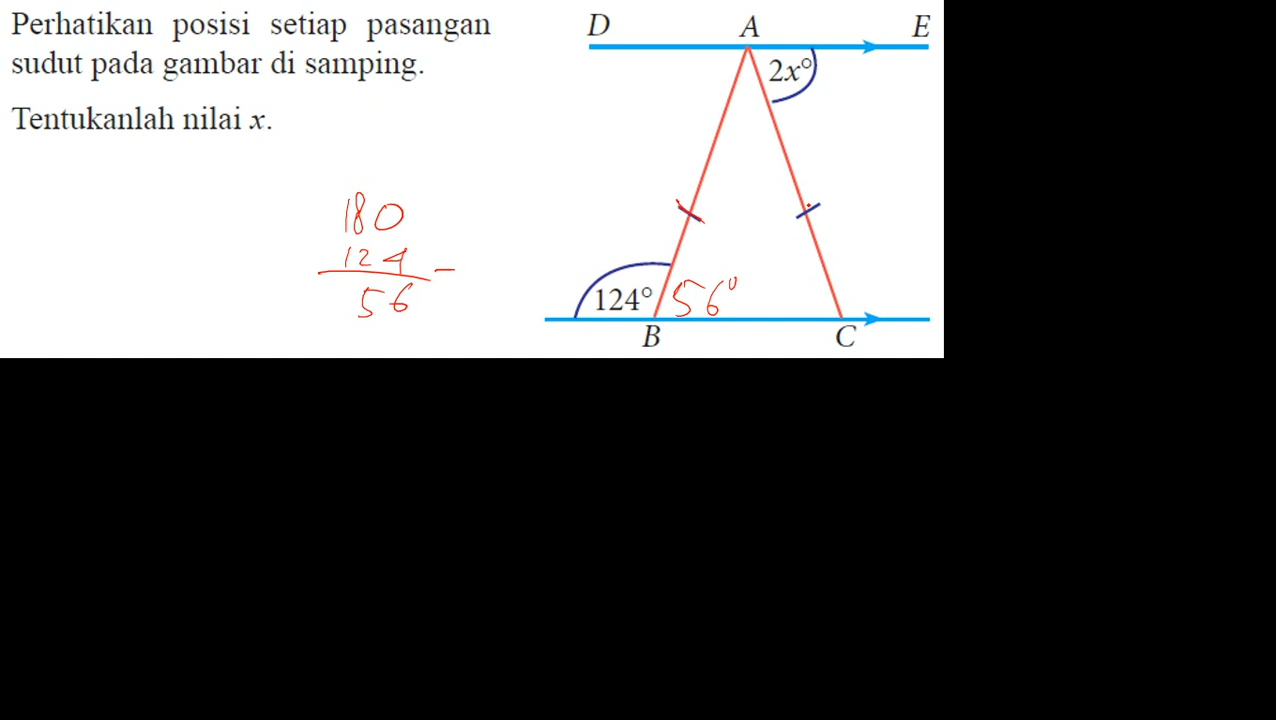 Perhatikan posisi setiap pasangan
sudut pada gambar di samping.
Tentukanlah nilai x.
D A E
2x°
180
124
56
124° 56°
B C